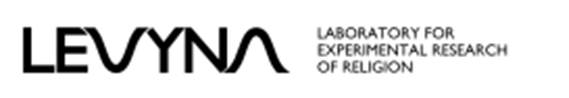 LEVYNA
LABORATORY FOR
EXPERIMENTAL RESEARCH
OF RELIGION